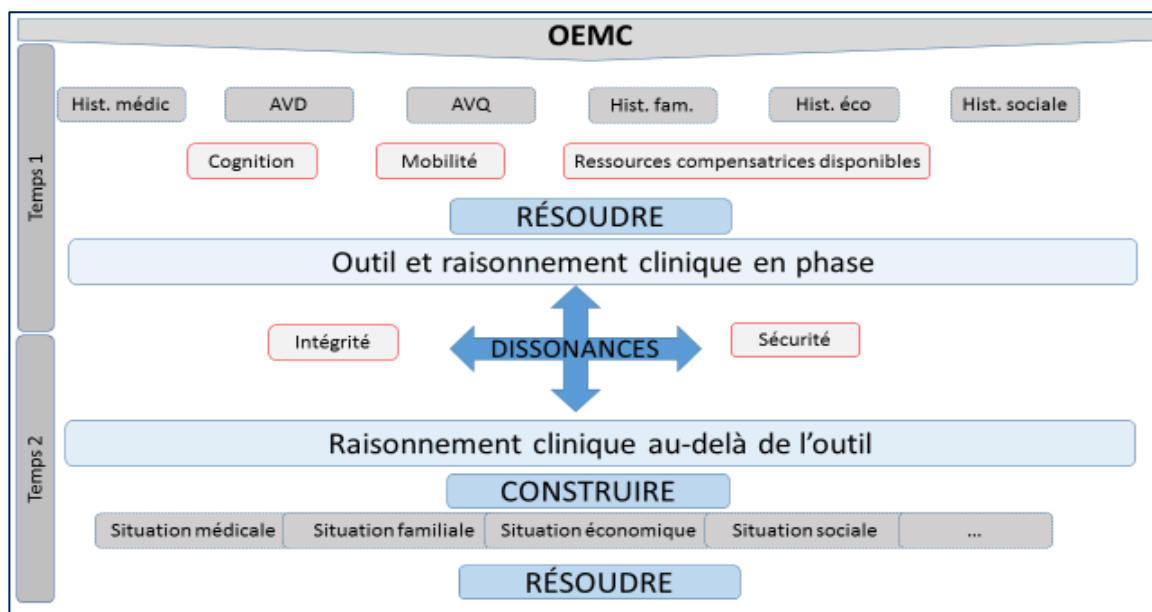 OEMC
Temps 1
Hist. médic
AVD
AVQ
Hist. fam.
Hist. éco
Hist. sociale
Cognition
Mobilité
Ressources compensatrices disponibles
RÉSOUDRE
Outil et raisonnement clinique en phase
Intégrité
DISSONANCES
Sécurité
Temps 2
Raisonnement clinique au-delà de l'outil
CONSTRUIRE
Situation médicale
Situation familiale
Situation économique
Situation sociale
...
RÉSOUDRE